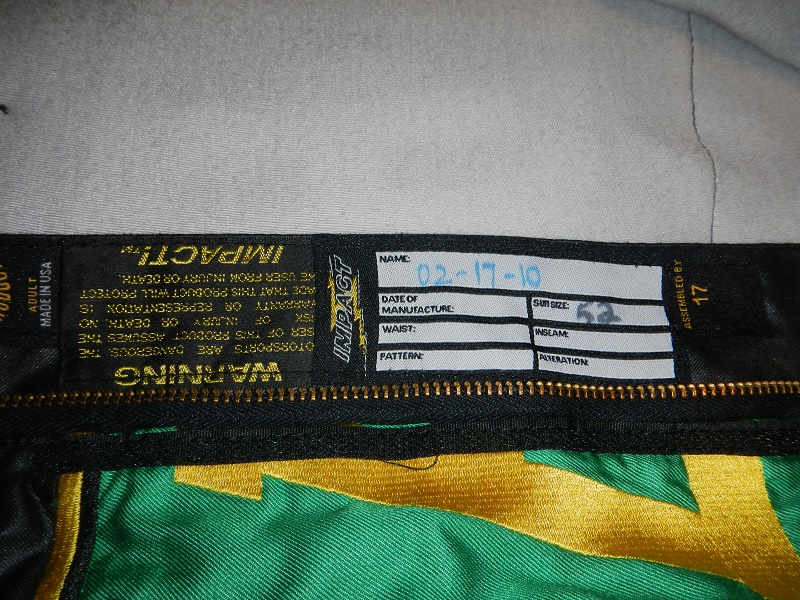 ADULT
MADE IN USA
WARNING
OTORSPORTS ARE DANGEROUS. THE
SER OF THIS PRODUCT ASSUMES THE
OF INJURY OR DEATH. NO
WARRANTY OR REPRESENTATION IS
ADE THAT THIS PRODUCT WILL PROTECT
HE USER FROM INJURY OR DEATH.
IMPACT!
IMPACT
NAME: 02-17-10
DATE OF
MANUFACTURE:
SUIT SIZE: 52
WAIST:
INSEAM:
PATTERN:
ALTERATION:
ASSEMBLED BY
17